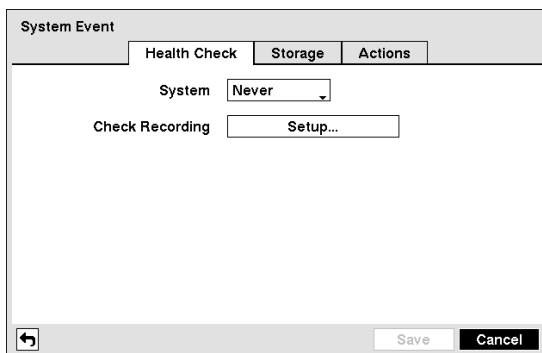 System Event
Health Check Storage Actions
System Never
Check Recording Setup...
Save Cancel